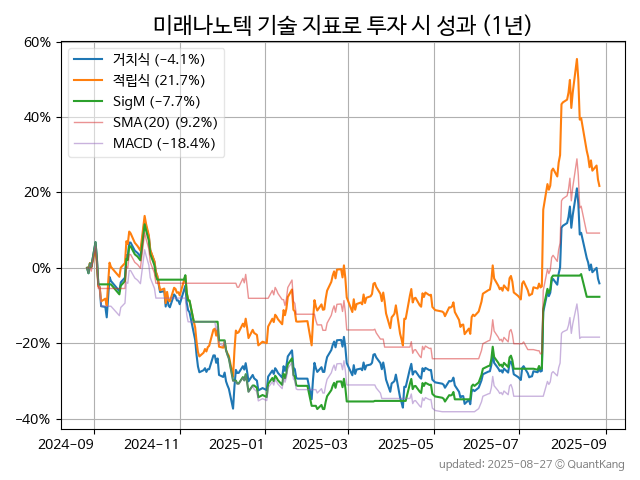 미래나노텍 기술 지표로 투자 시 성과 (1년)
60%
40%
20%
0%
−20%
−40%
거치식 (−4.1%)
적립식 (21.7%)
SigM (−7.7%)
SMA(20) (9.2%)
MACD (−18.4%)
2024-09 2024-11 2025-01 2025-03 2025-05 2025-07 2025-09
updated: 2025-08-27 ⓒ QuantKang